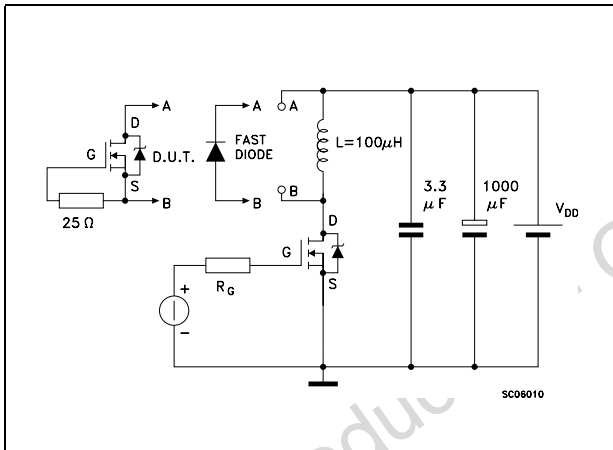 A
A
A
D
G
D.U.T.
FAST
DIODE
L=100μH
S
B
B
B
25 Ω
3.3
μF
1000
μF
VDD
D
G
S
RG
+
−
SC06010